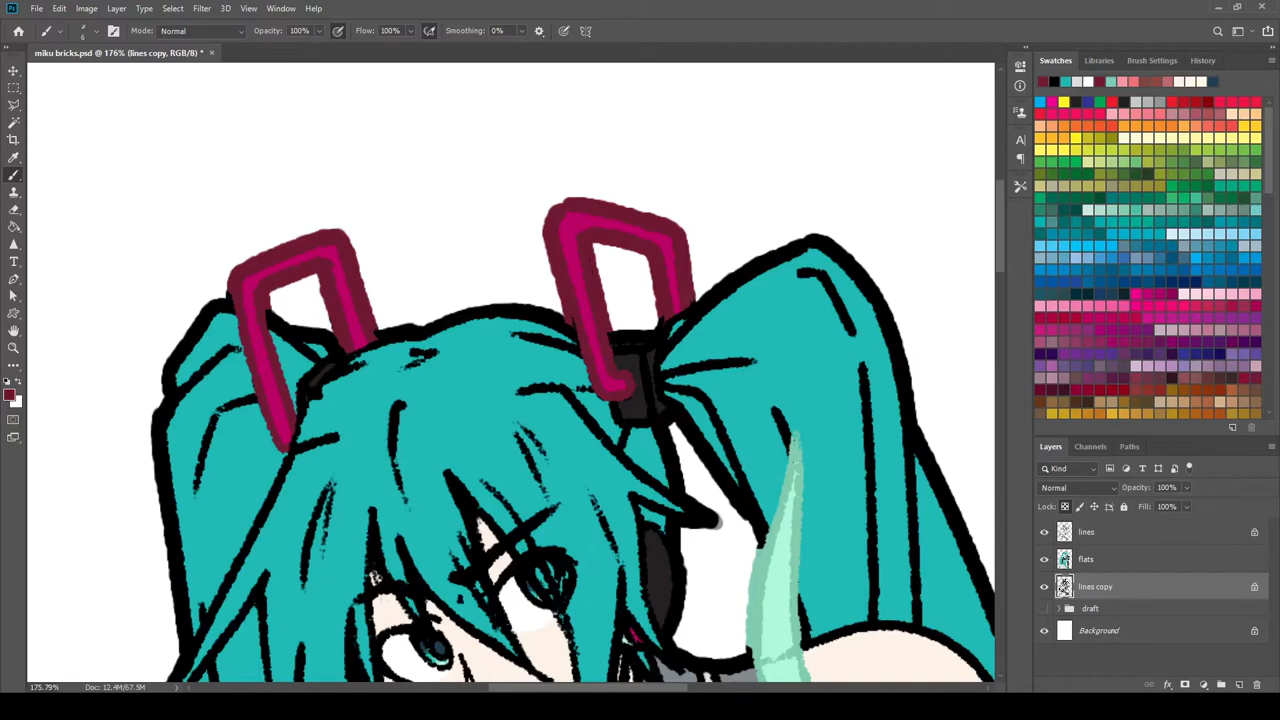 Ps File Edit Image Layer Type Select Filter 3D View Window Help
6 Mode: Normal Opacity: 100% Flow: 100% Smoothing: 0%
miku bricks.psd @ 176% (lines copy, RGB/8) * ×
Swatches Libraries Brush Settings History
Layers Channels Paths
Kind
Normal Opacity: 100%
Lock: Fill: 100%
lines
flats
lines copy
draft
Background
175.79% Doc: 12.4M/67.5M